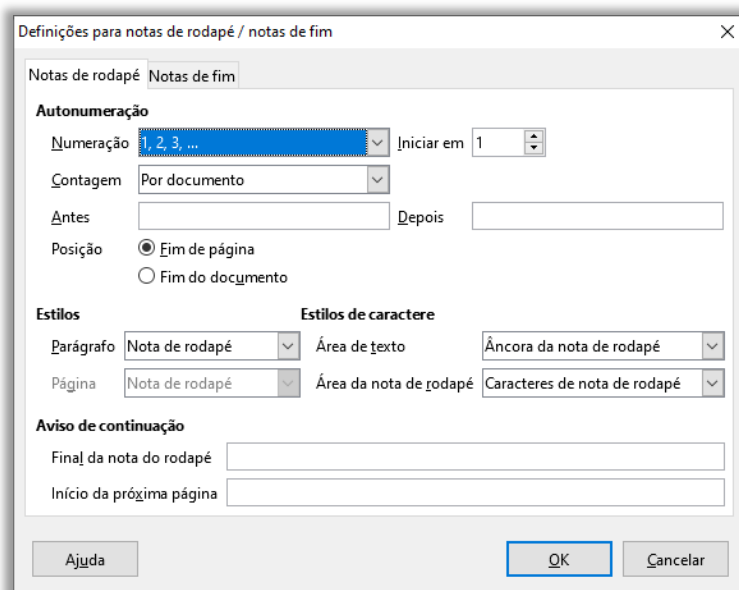 Definições para notas de rodapé / notas de fim
Notas de rodapé Notas de fim
Autonumeração
Numeração 1, 2, 3, ... Iniciar em 1
Contagem Por documento
Antes Depois
Posição Fim de página
Fim do documento
Estilos Estilos de caractere
Parágrafo Nota de rodapé Área de texto Âncora da nota de rodapé
Página Nota de rodapé Área da nota de rodapé Caracteres de nota de rodapé
Aviso de continuação
Final da nota do rodapé
Início da próxima página
Ajuda OK Cancelar